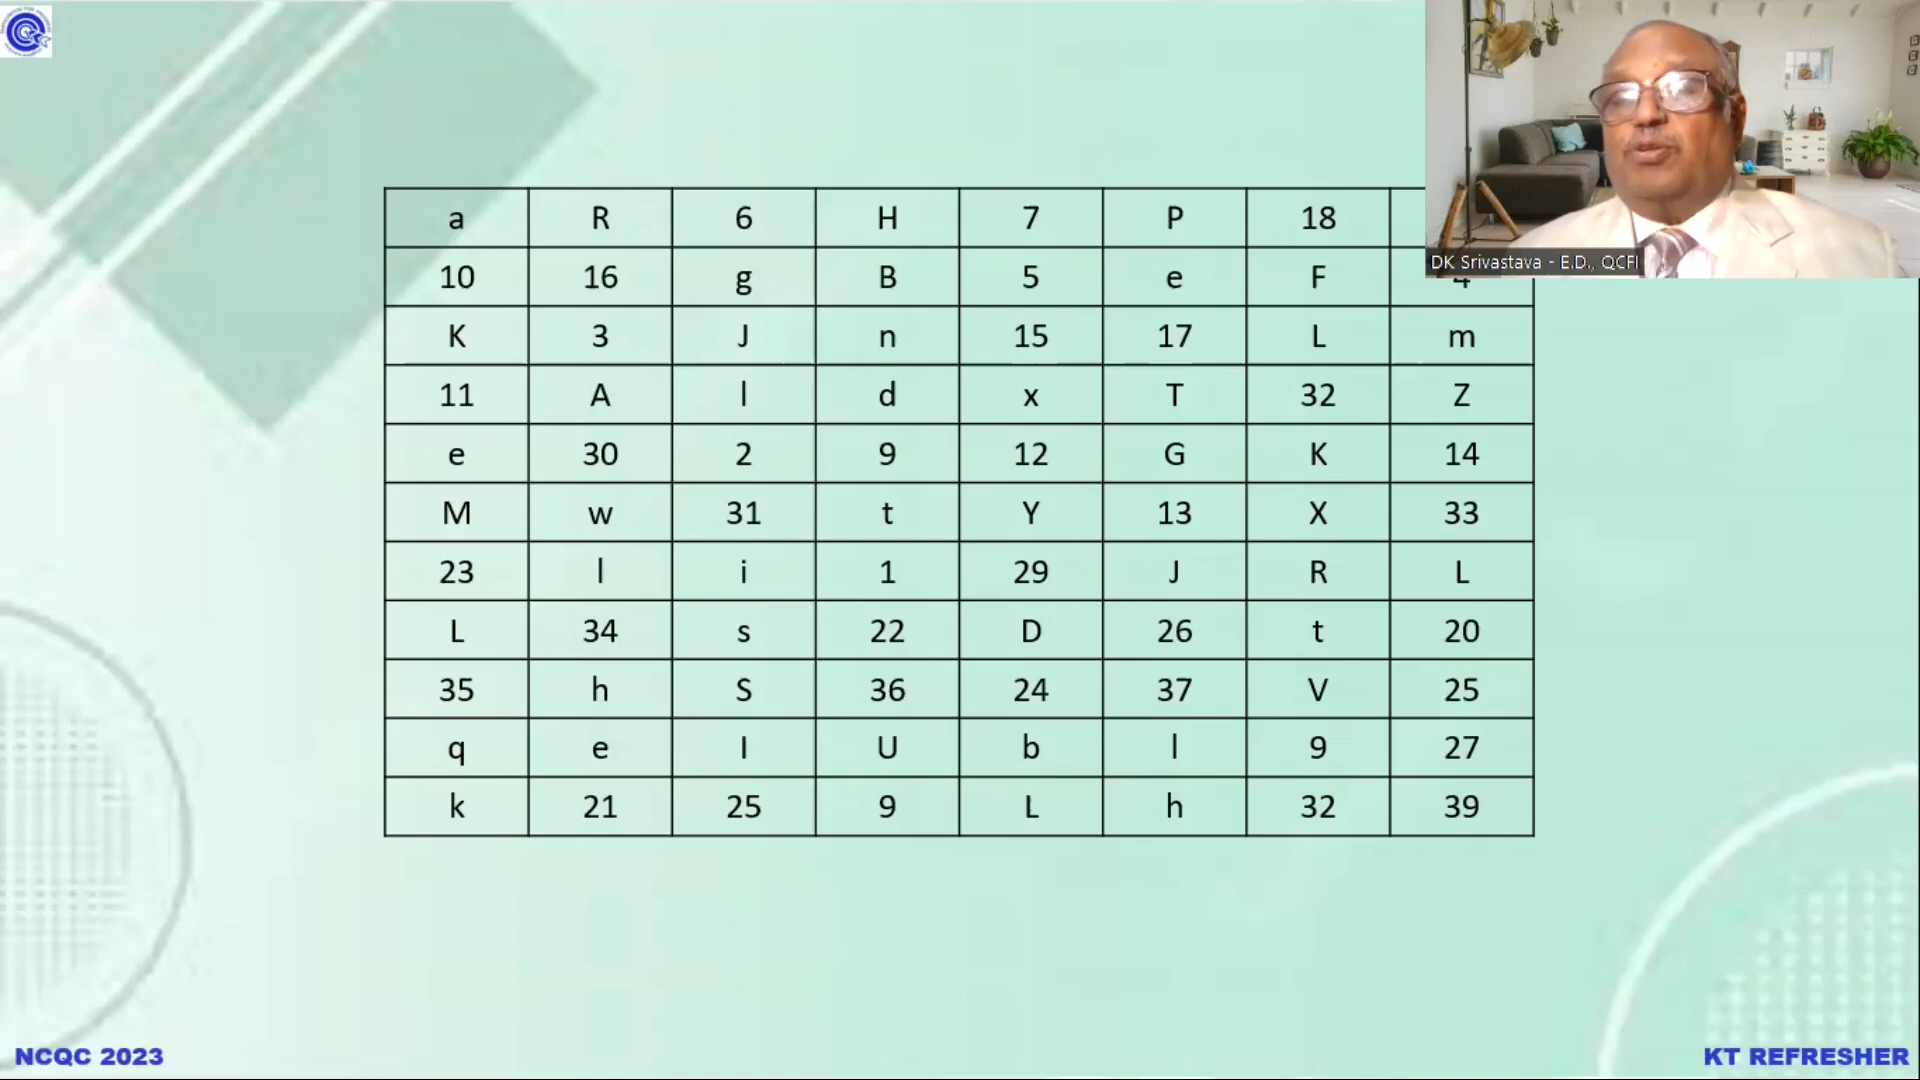 a R 6 H 7 P 18
10 16 g B 5 e F 4
K 3 J n 15 17 L m
11 A l d x T 32 Z
e 30 2 9 12 G K 14
M w 31 t Y 13 X 33
23 l i 1 29 J R L
L 34 s 22 D 26 t 20
35 h S 36 24 37 V 25
q e I U b l 9 27
k 21 25 9 L h 32 39
DK Srivastava - E.D., QCFI
NCQC 2023
KT REFRESHER